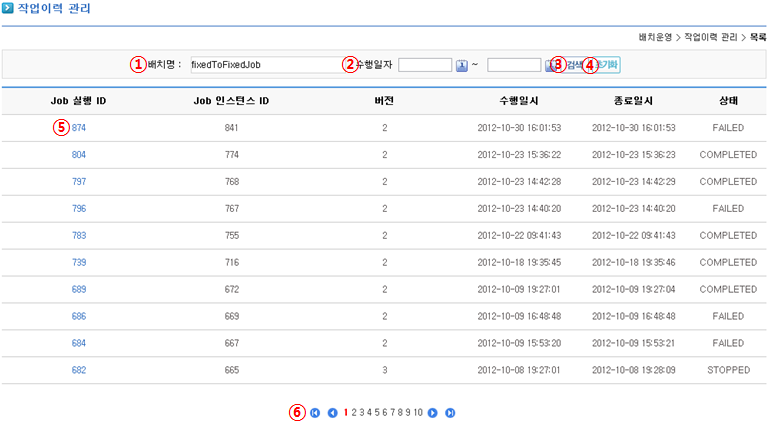 작업이력 관리
배치운영 > 작업이력 관리 > 목록
① 배치명 : fixedToFixedJob ② 수행일자 ~ ③ 검색 ④ 초기화
Job 실행 ID Job 인스턴스 ID 버전 수행일시 종료일시 상태
⑤ 874 841 2 2012-10-30 16:01:53 2012-10-30 16:01:53 FAILED
804 774 2 2012-10-23 15:36:22 2012-10-23 15:36:23 COMPLETED
797 768 2 2012-10-23 14:42:28 2012-10-23 14:42:29 COMPLETED
796 767 2 2012-10-23 14:40:20 2012-10-23 14:40:20 FAILED
783 755 2 2012-10-22 09:41:43 2012-10-22 09:41:43 COMPLETED
739 716 2 2012-10-18 19:35:45 2012-10-18 19:35:46 COMPLETED
689 672 2 2012-10-09 19:27:01 2012-10-09 19:27:04 COMPLETED
686 669 2 2012-10-09 16:48:48 2012-10-09 16:48:48 FAILED
684 667 2 2012-10-09 15:53:20 2012-10-09 15:53:21 FAILED
682 665 3 2012-10-08 19:27:01 2012-10-08 19:28:09 STOPPED
⑥ 1 2 3 4 5 6 7 8 9 10